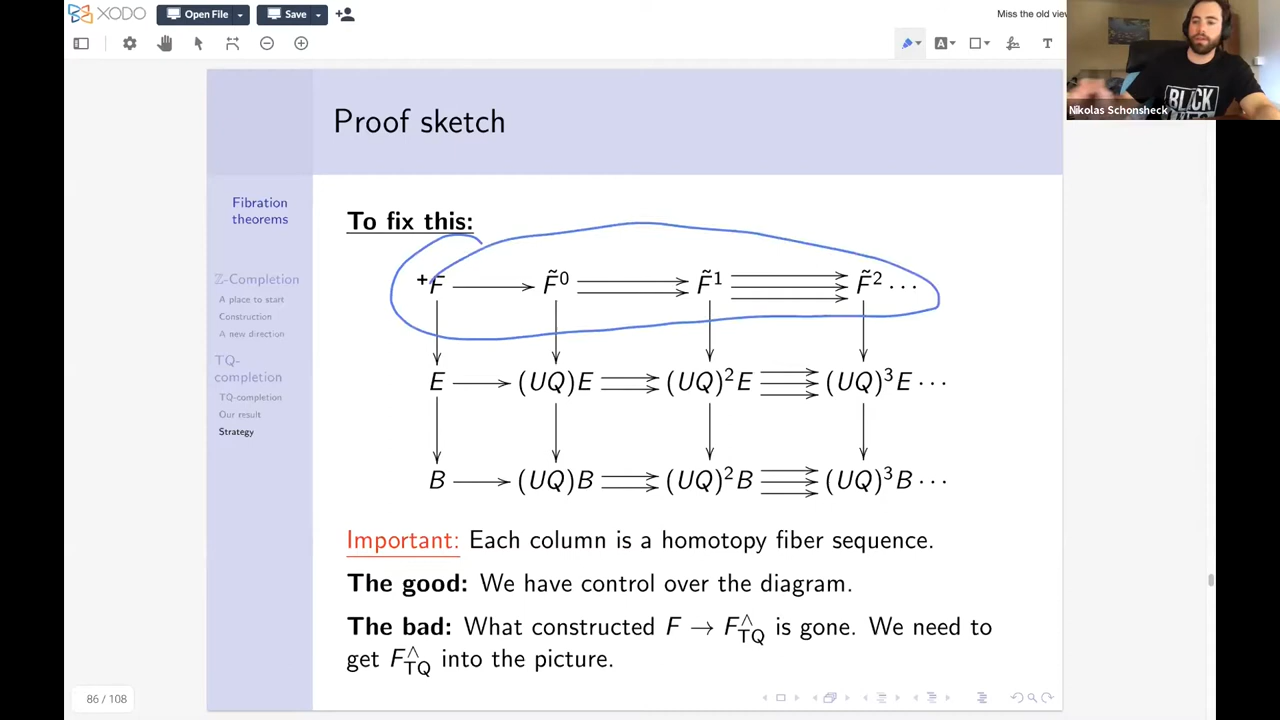 XODO
Open File
Save
Miss the old view
Nikolas Schonsheck
Proof sketch
Fibration
theorems
ℤ-Completion
A place to start
Construction
A new direction
TQ-
completion
TQ-completion
Our result
Strategy
To fix this:
F F̃⁰ F̃¹ F̃² ···
E (UQ)E (UQ)²E (UQ)³E ···
B (UQ)B (UQ)²B (UQ)³B ···
Important: Each column is a homotopy fiber sequence.
The good: We have control over the diagram.
The bad: What constructed F → F^∧_TQ is gone. We need to
get F^∧_TQ into the picture.
86 / 108